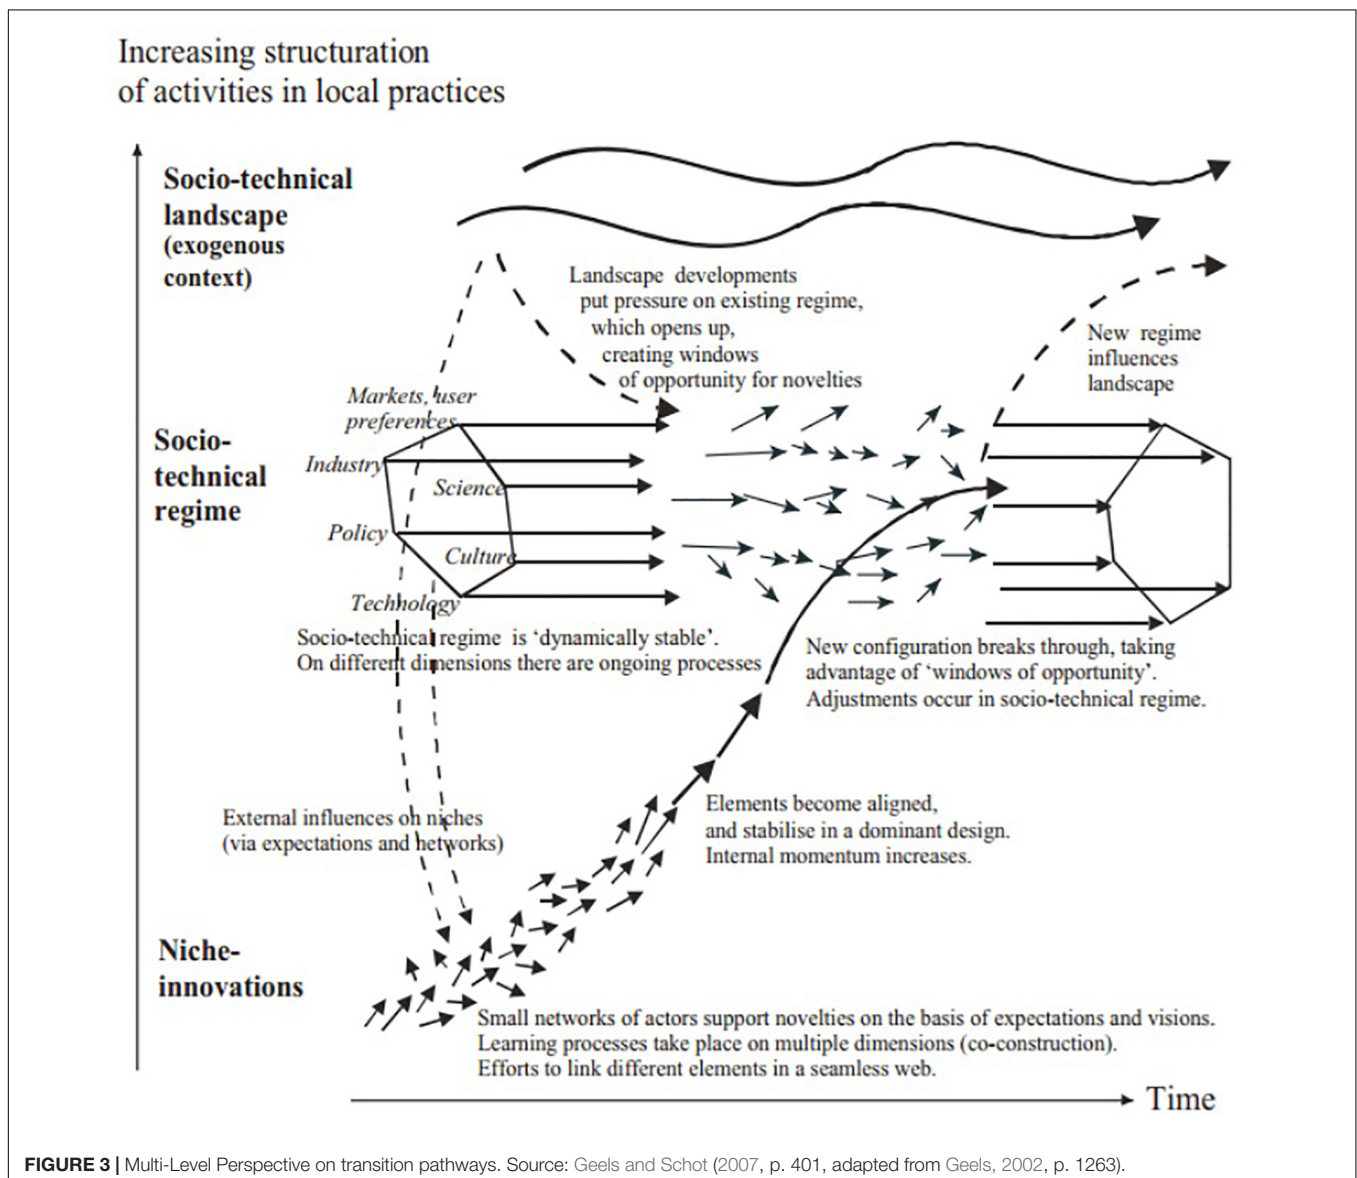 Increasing structuration
of activities in local practices
Socio-technical
landscape
(exogenous
context)
Landscape developments
put pressure on existing regime,
which opens up,
creating windows
of opportunity for novelties
New regime
influences
landscape
Markets, user
preferences
Socio-
technical
regime
Industry
Science
Policy
Culture
Technology
Socio-technical regime is ‘dynamically stable’.
On different dimensions there are ongoing processes
New configuration breaks through, taking
advantage of ‘windows of opportunity’.
Adjustments occur in socio-technical regime.
External influences on niches
(via expectations and networks)
Elements become aligned,
and stabilise in a dominant design.
Internal momentum increases.
Niche-
innovations
Small networks of actors support novelties on the basis of expectations and visions.
Learning processes take place on multiple dimensions (co-construction).
Efforts to link different elements in a seamless web.
Time
FIGURE 3 | Multi-Level Perspective on transition pathways. Source: Geels and Schot (2007, p. 401, adapted from Geels, 2002, p. 1263).